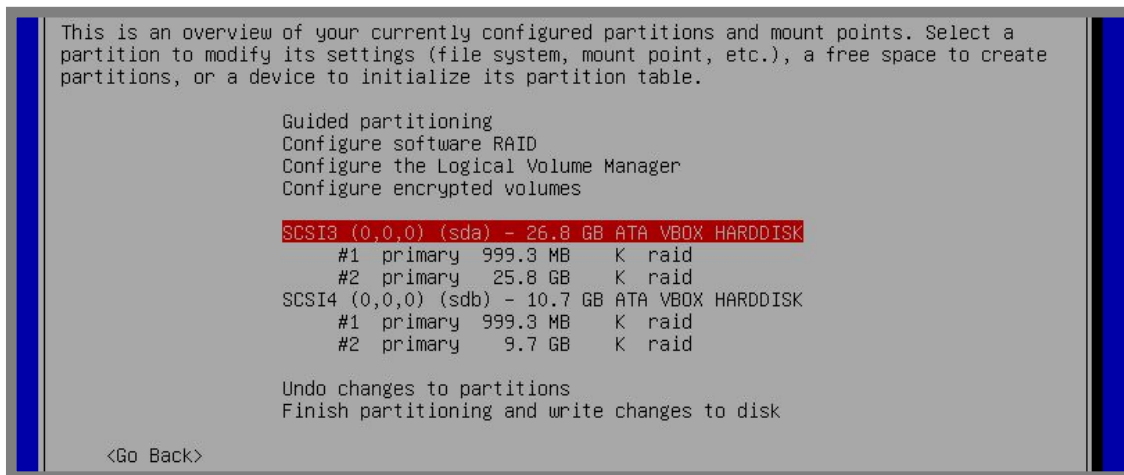 This is an overview of your currently configured partitions and mount points. Select a
partition to modify its settings (file system, mount point, etc.), a free space to create
partitions, or a device to initialize its partition table.
Guided partitioning
Configure software RAID
Configure the Logical Volume Manager
Configure encrypted volumes
SCSI3 (0,0,0) (sda) - 26.8 GB ATA VBOX HARDDISK
#1 primary 999.3 MB K raid
#2 primary 25.8 GB K raid
SCSI4 (0,0,0) (sdb) - 10.7 GB ATA VBOX HARDDISK
#1 primary 999.3 MB K raid
#2 primary 9.7 GB K raid
Undo changes to partitions
Finish partitioning and write changes to disk
<Go Back>